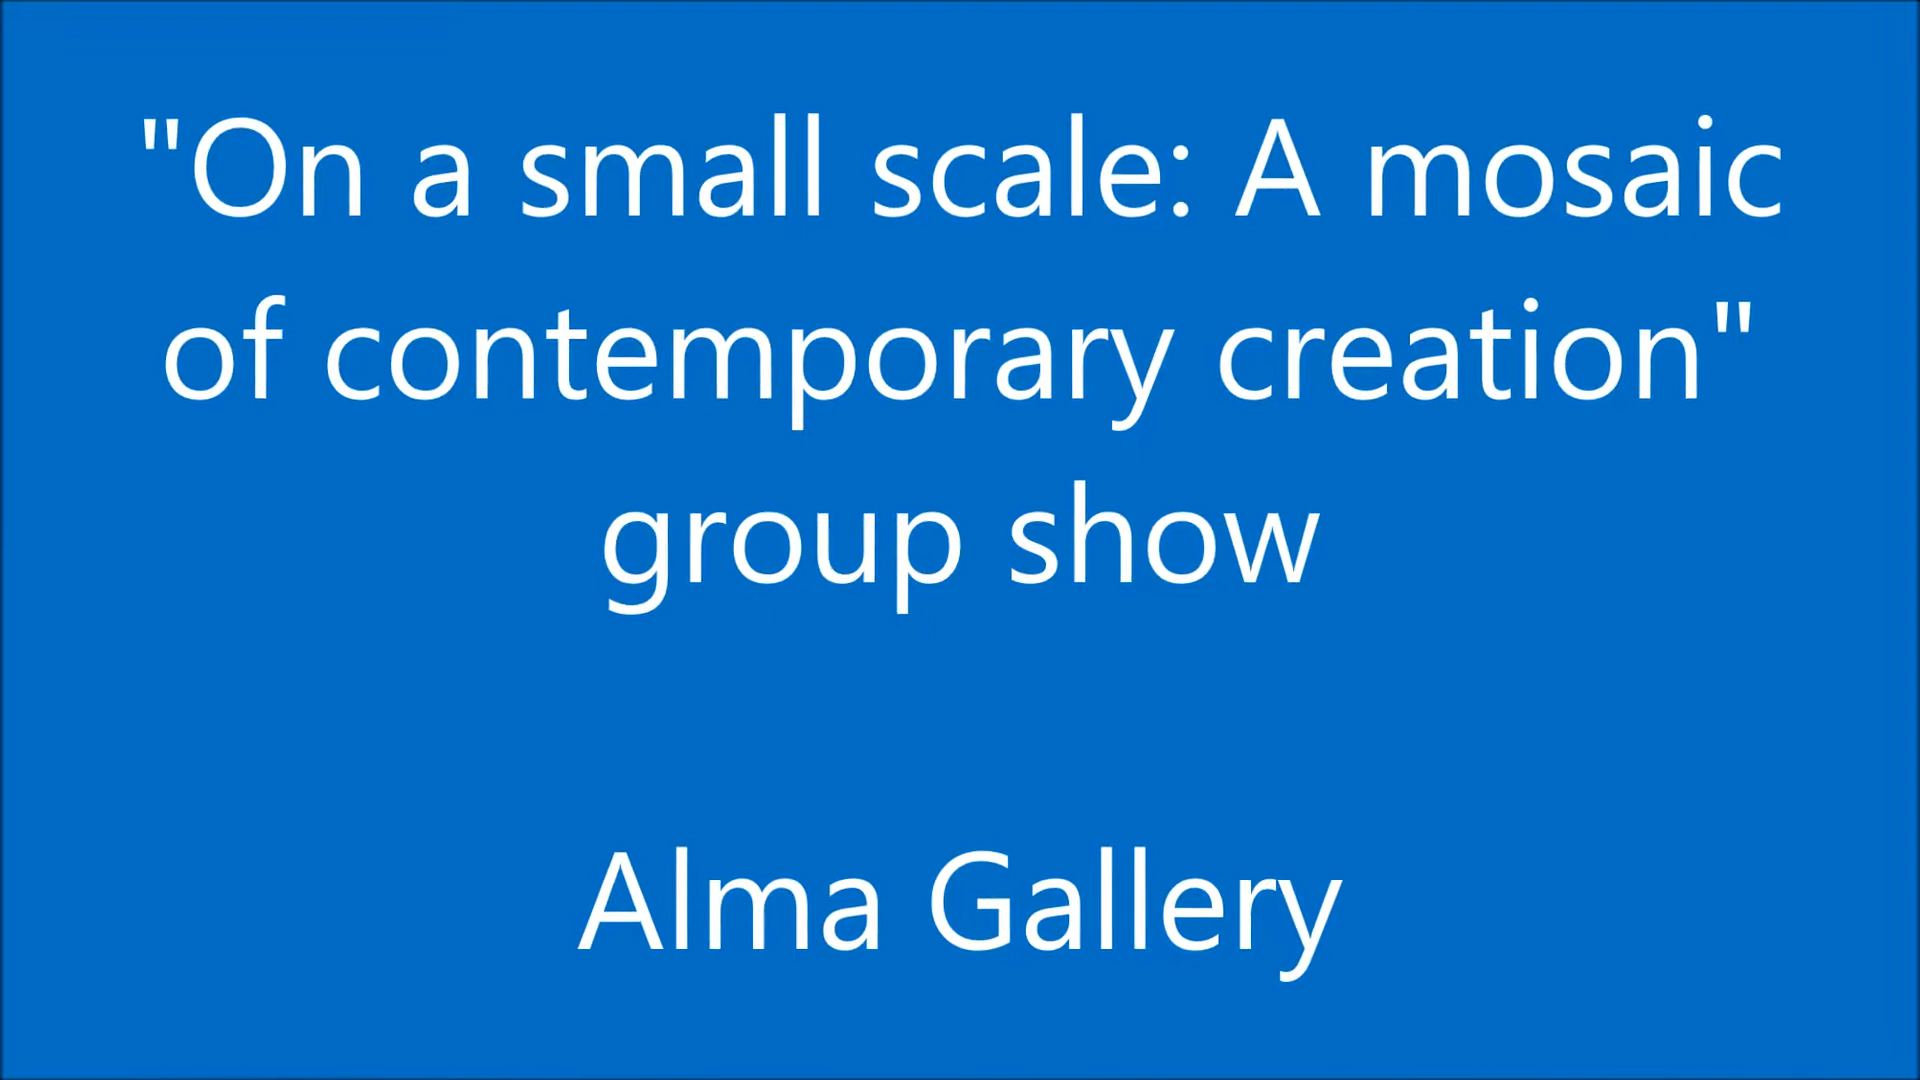 "On a small scale: A mosaic
of contemporary creation"
group show
Alma Gallery